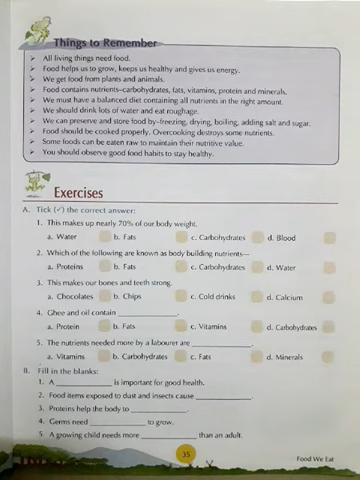 Things to Remember
➤ All living things need food.
➤ Food helps us to grow, keeps us healthy and gives us energy.
➤ We get food from plants and animals.
➤ Food contains nutrients–carbohydrates, fats, vitamins, protein and minerals.
➤ We must have a balanced diet containing all nutrients in the right amount.
➤ We should drink lots of water and eat roughage.
➤ We can preserve and store food by–freezing, drying, boiling, adding salt and sugar.
➤ Food should be cooked properly. Overcooking destroys some nutrients.
➤ Some foods can be eaten raw to maintain their nutritive value.
➤ You should observe good food habits to stay healthy.
Exercises
A. Tick (✓) the correct answer:
1. This makes up nearly 70% of our body weight.
a. Water b. Fats c. Carbohydrates d. Blood
2. Which of the following are known as body building nutrients—
a. Proteins b. Fats c. Carbohydrates d. Water
3. This makes our bones and teeth strong.
a. Chocolates b. Chips c. Cold drinks d. Calcium
4. Ghee and oil contain ______________.
a. Protein b. Fats c. Vitamins d. Carbohydrates
5. The nutrients needed more by a labourer are ______________.
a. Vitamins b. Carbohydrates c. Fats d. Minerals
B. Fill in the blanks:
1. A ______________ is important for good health.
2. Food items exposed to dust and insects cause ______________.
3. Proteins help the body to ______________.
4. Germs need ______________ to grow.
5. A growing child needs more ______________ than an adult.
35
Food We Eat